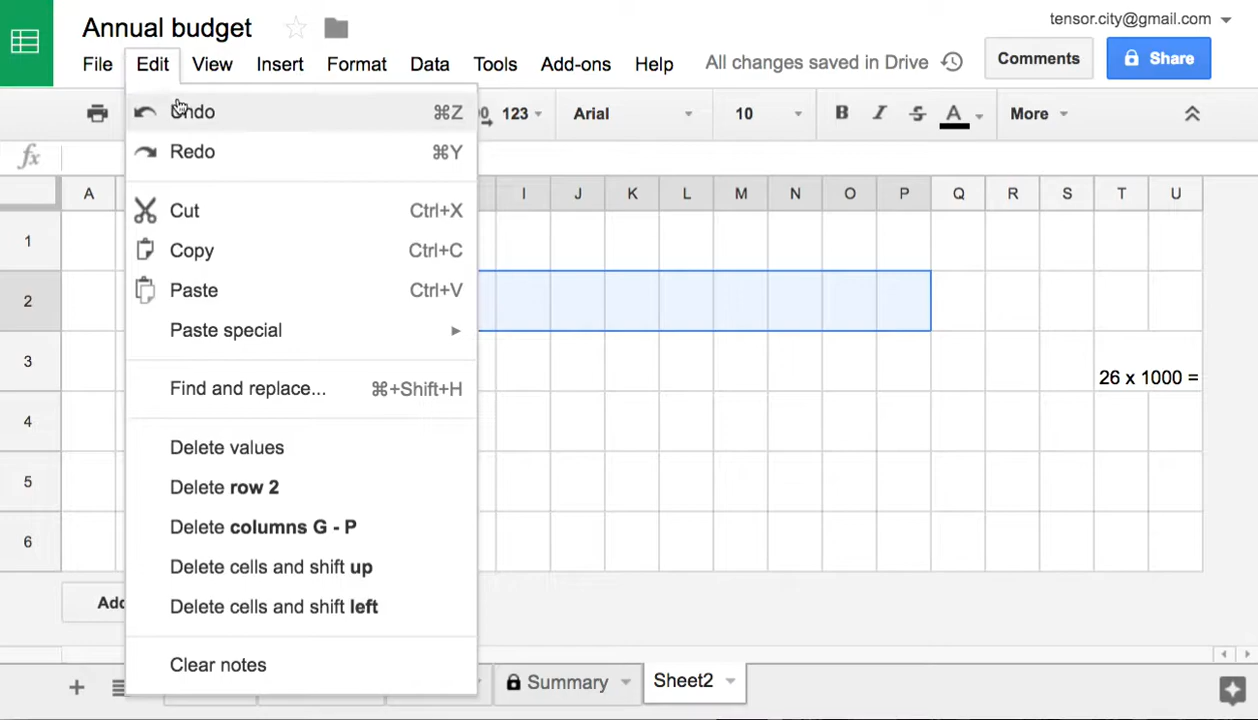 Annual budget
tensor.city@gmail.com
File Edit View Insert Format Data Tools Add-ons Help All changes saved in Drive Comments Share
123 Arial 10 B I S A More
fx
Undo ⌘Z
Redo ⌘Y
Cut Ctrl+X
Copy Ctrl+C
Paste Ctrl+V
Paste special
Find and replace... ⌘+Shift+H
Delete values
Delete row 2
Delete columns G - P
Delete cells and shift up
Delete cells and shift left
Clear notes
A I J K L M N O P Q R S T U
1
2
3 26 x 1000 =
4
5
6
Add
Summary Sheet2